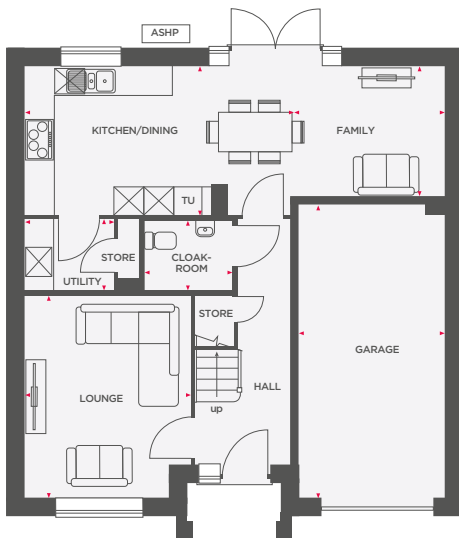 ASHP
KITCHEN/DINING
FAMILY
TU
STORE
CLOAK-
ROOM
UTILITY
STORE
GARAGE
LOUNGE
HALL
up